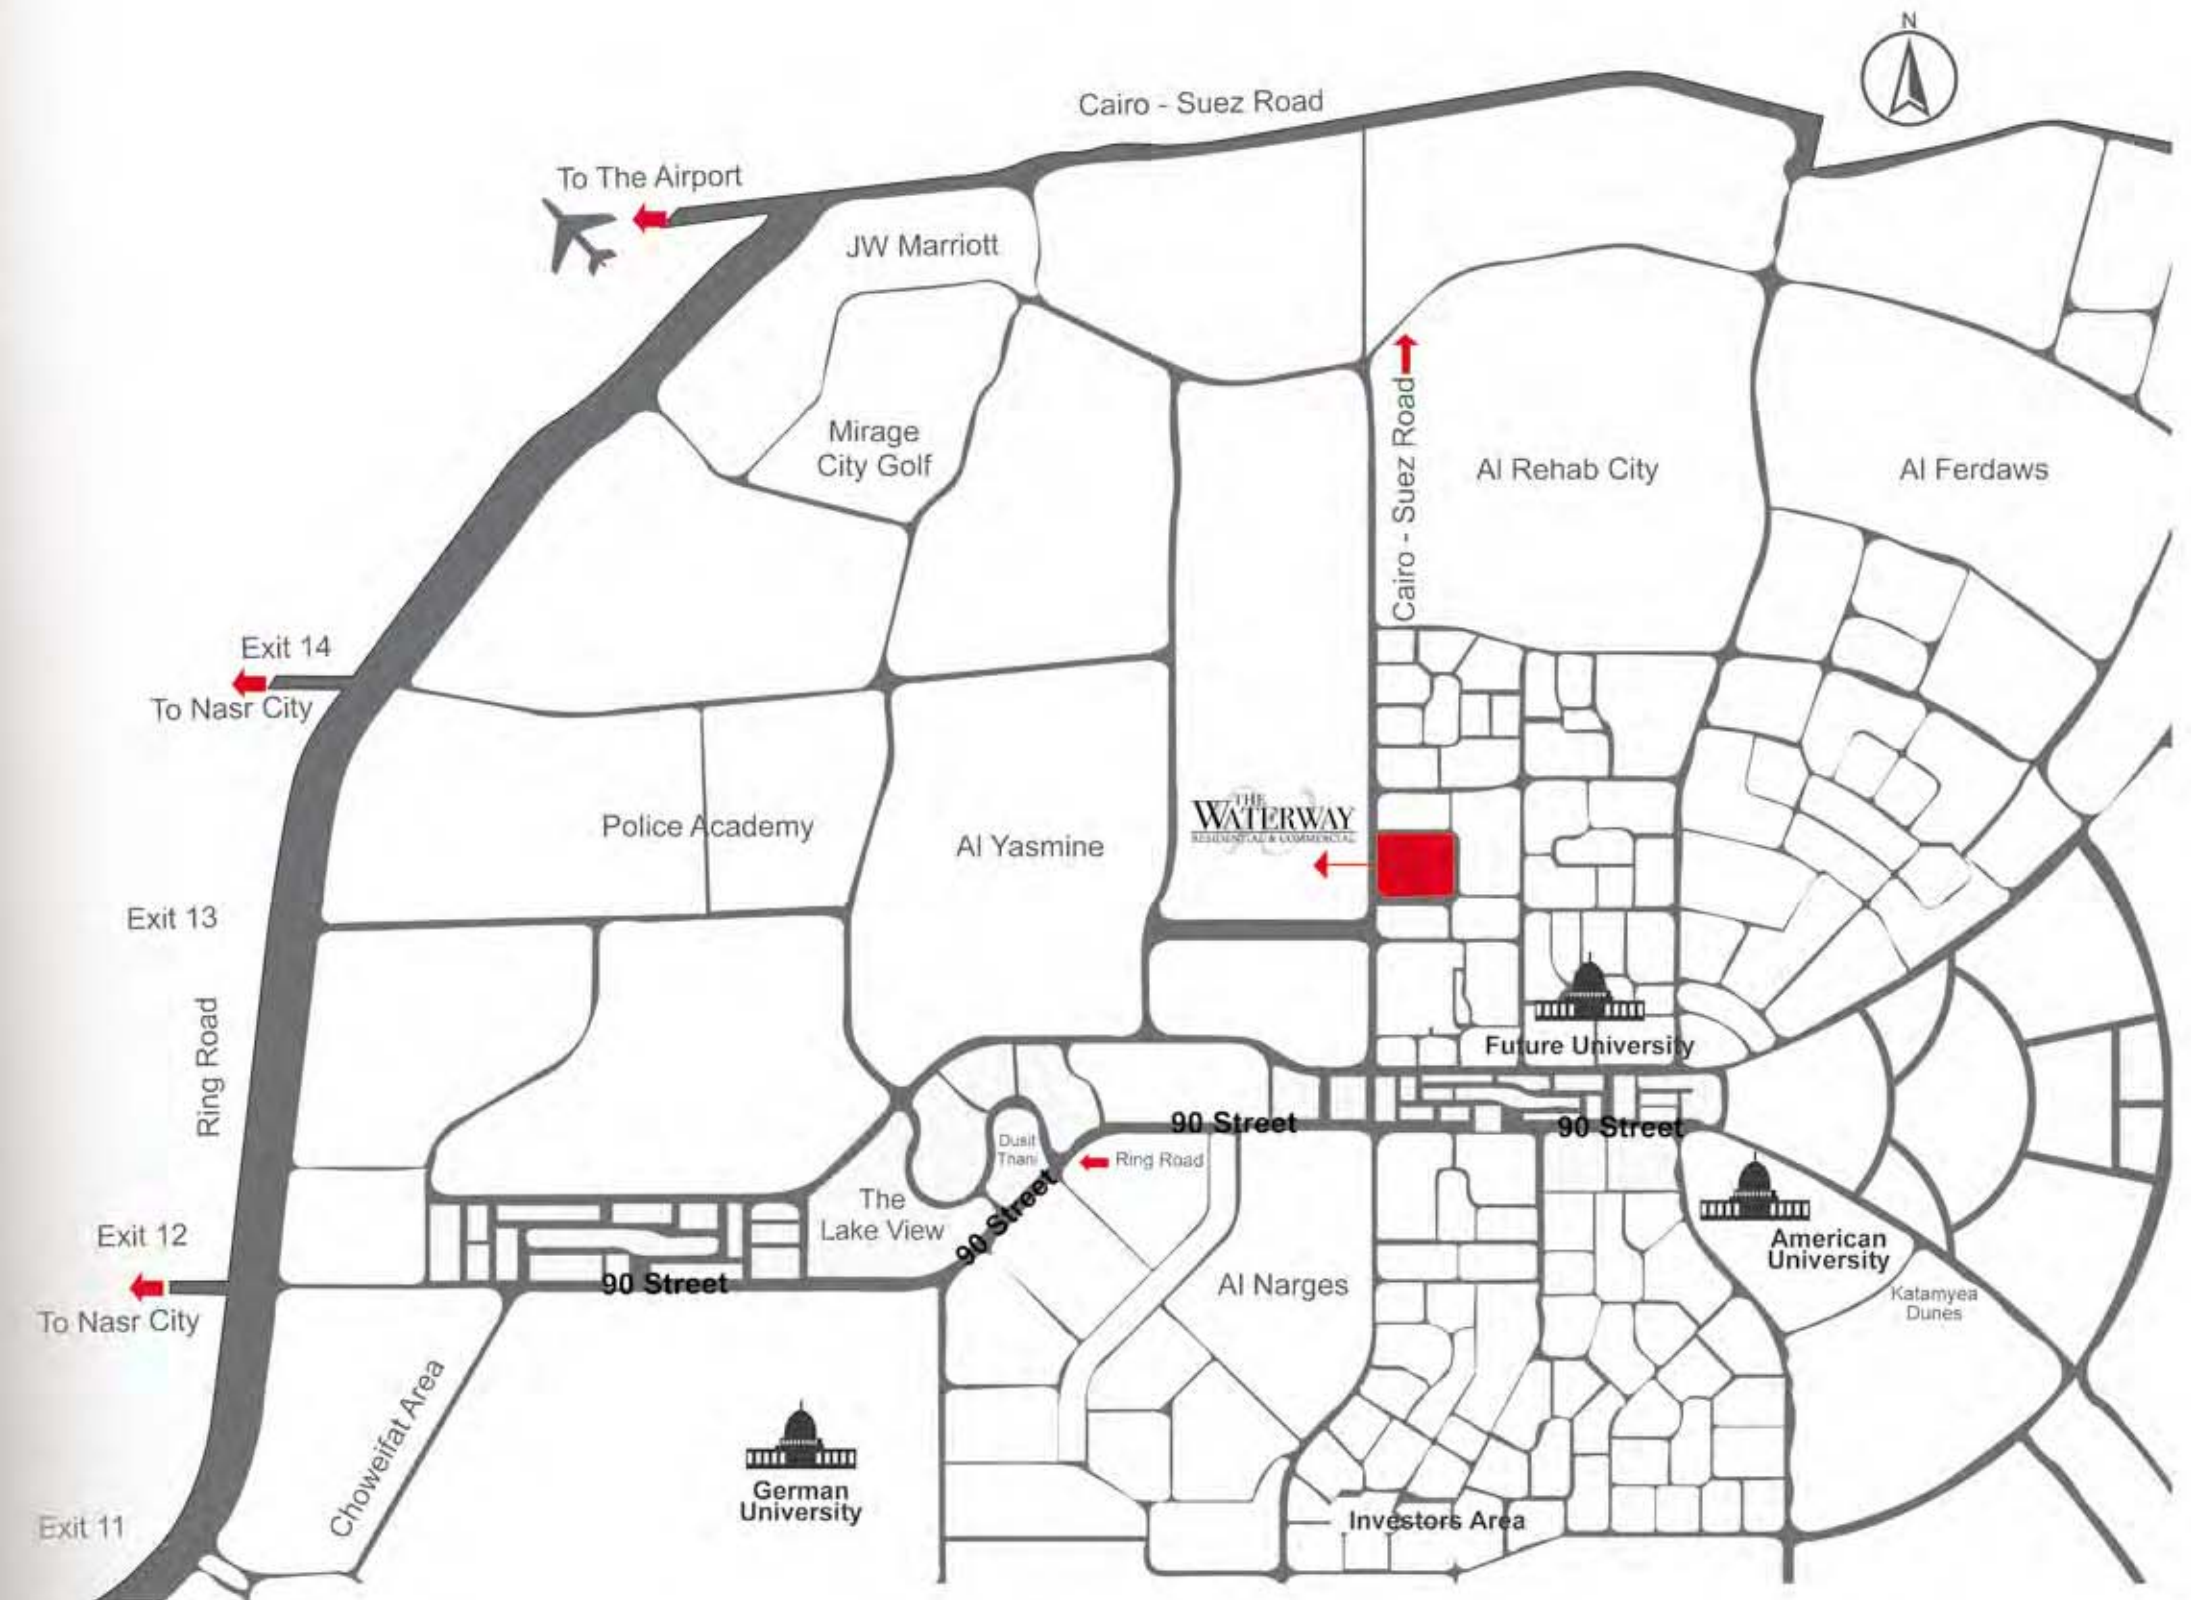 N
Cairo - Suez Road
To The Airport
JW Marriott
Mirage
City Golf
Cairo - Suez Road
Al Rehab City
Al Ferdaws
Exit 14
To Nasr City
THE
WATERWAY
RESIDENTIAL & COMMERCIAL
Police Academy
Al Yasmine
Exit 13
Ring Road
Future University
90 Street
90 Street
Dusit
Thani
Ring Road
90 Street
The
Lake View
American
University
Exit 12
To Nasr City
90 Street
Al Narges
Katamyea
Dunes
Choweifat Area
German
University
Investors Area
Exit 11